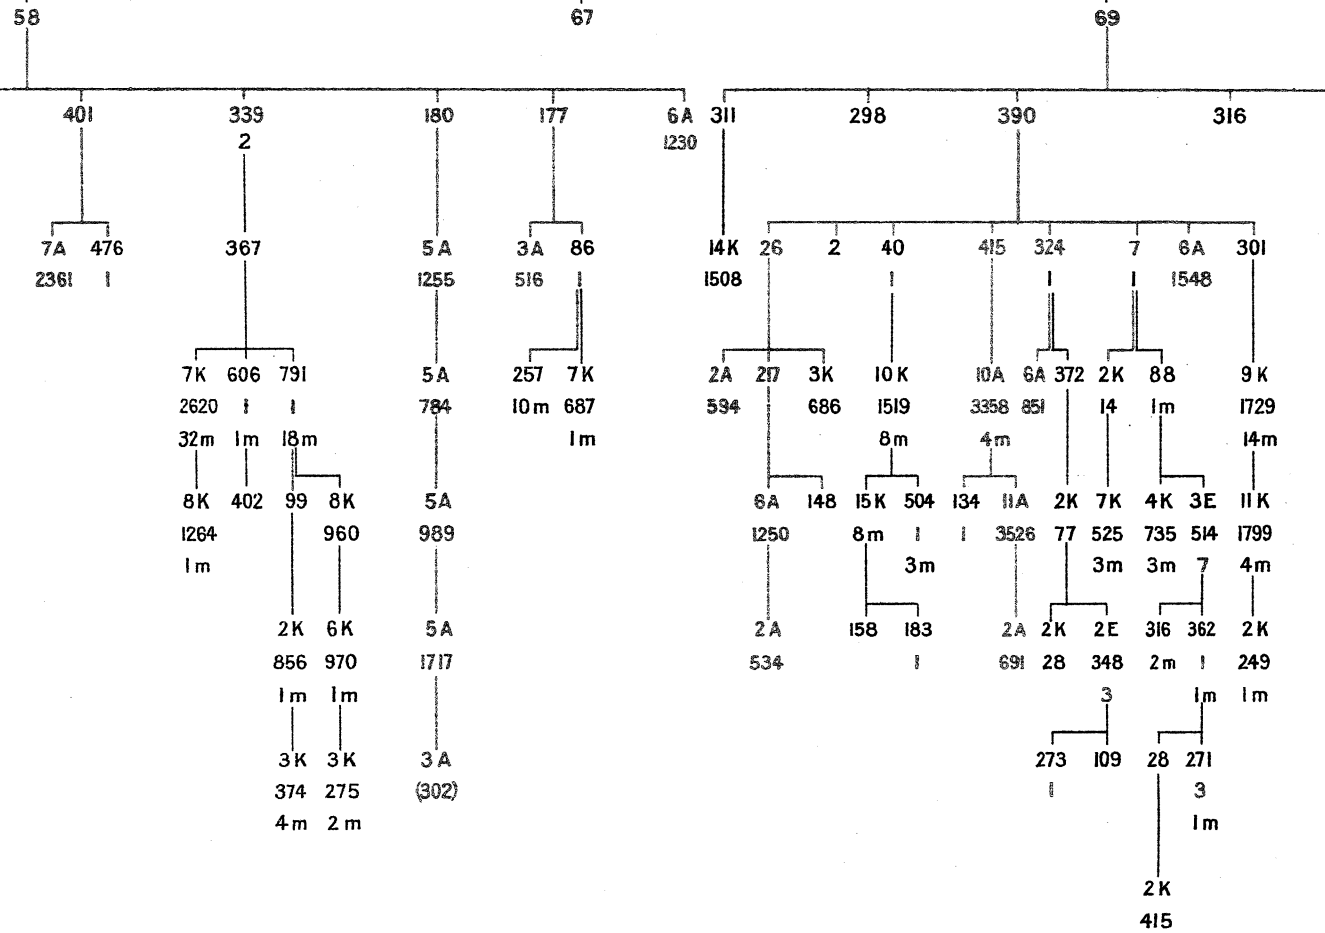 58 67 69
401 339 180 177 6A 311 298 390 316
2 1230
7A 476 367 5A 3A 86 14K 26 2 40 415 324 7 6A 301
2361 1 1255 516 1 1508 1 1 1 1548
7K 606 791 5A 257 7K 2A 217 3K 10K 10A 6A 372 2K 88 9K
2620 1 1 784 10m 687 594 686 1519 3358 851 14 1m 1729
32m 1m 18m 1m 8m 4m 14m
8K 402 99 8K 5A 6A 148 15K 504 134 11A 2K 7K 4K 3E 11K
1264 960 989 1250 8m 1 1 3526 77 525 735 514 1799
1m 3m 3m 3m 7 4m
2K 6K 5A 2A 158 183 2A 2K 2E 316 362 2K
856 970 1717 534 1 691 28 348 2m 1 249
1m 1m 3 1m 1m
3K 3K 3A 273 109 28 271
374 275 (302) 1 3
4m 2m 1m
2K
415